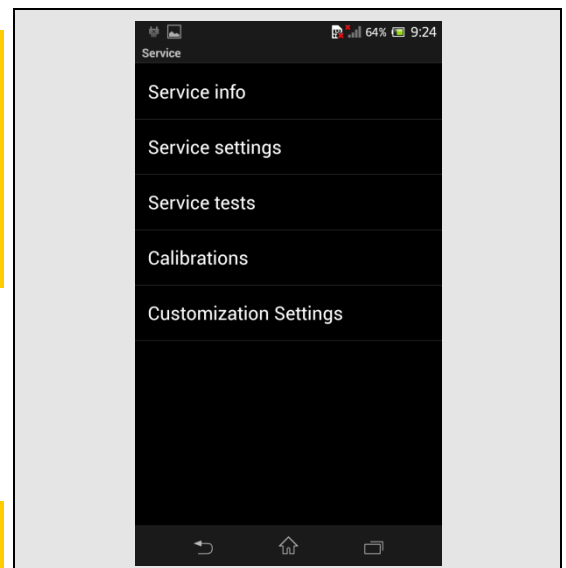 64% 9:24
Service
Service info
Service settings
Service tests
Calibrations
Customization Settings